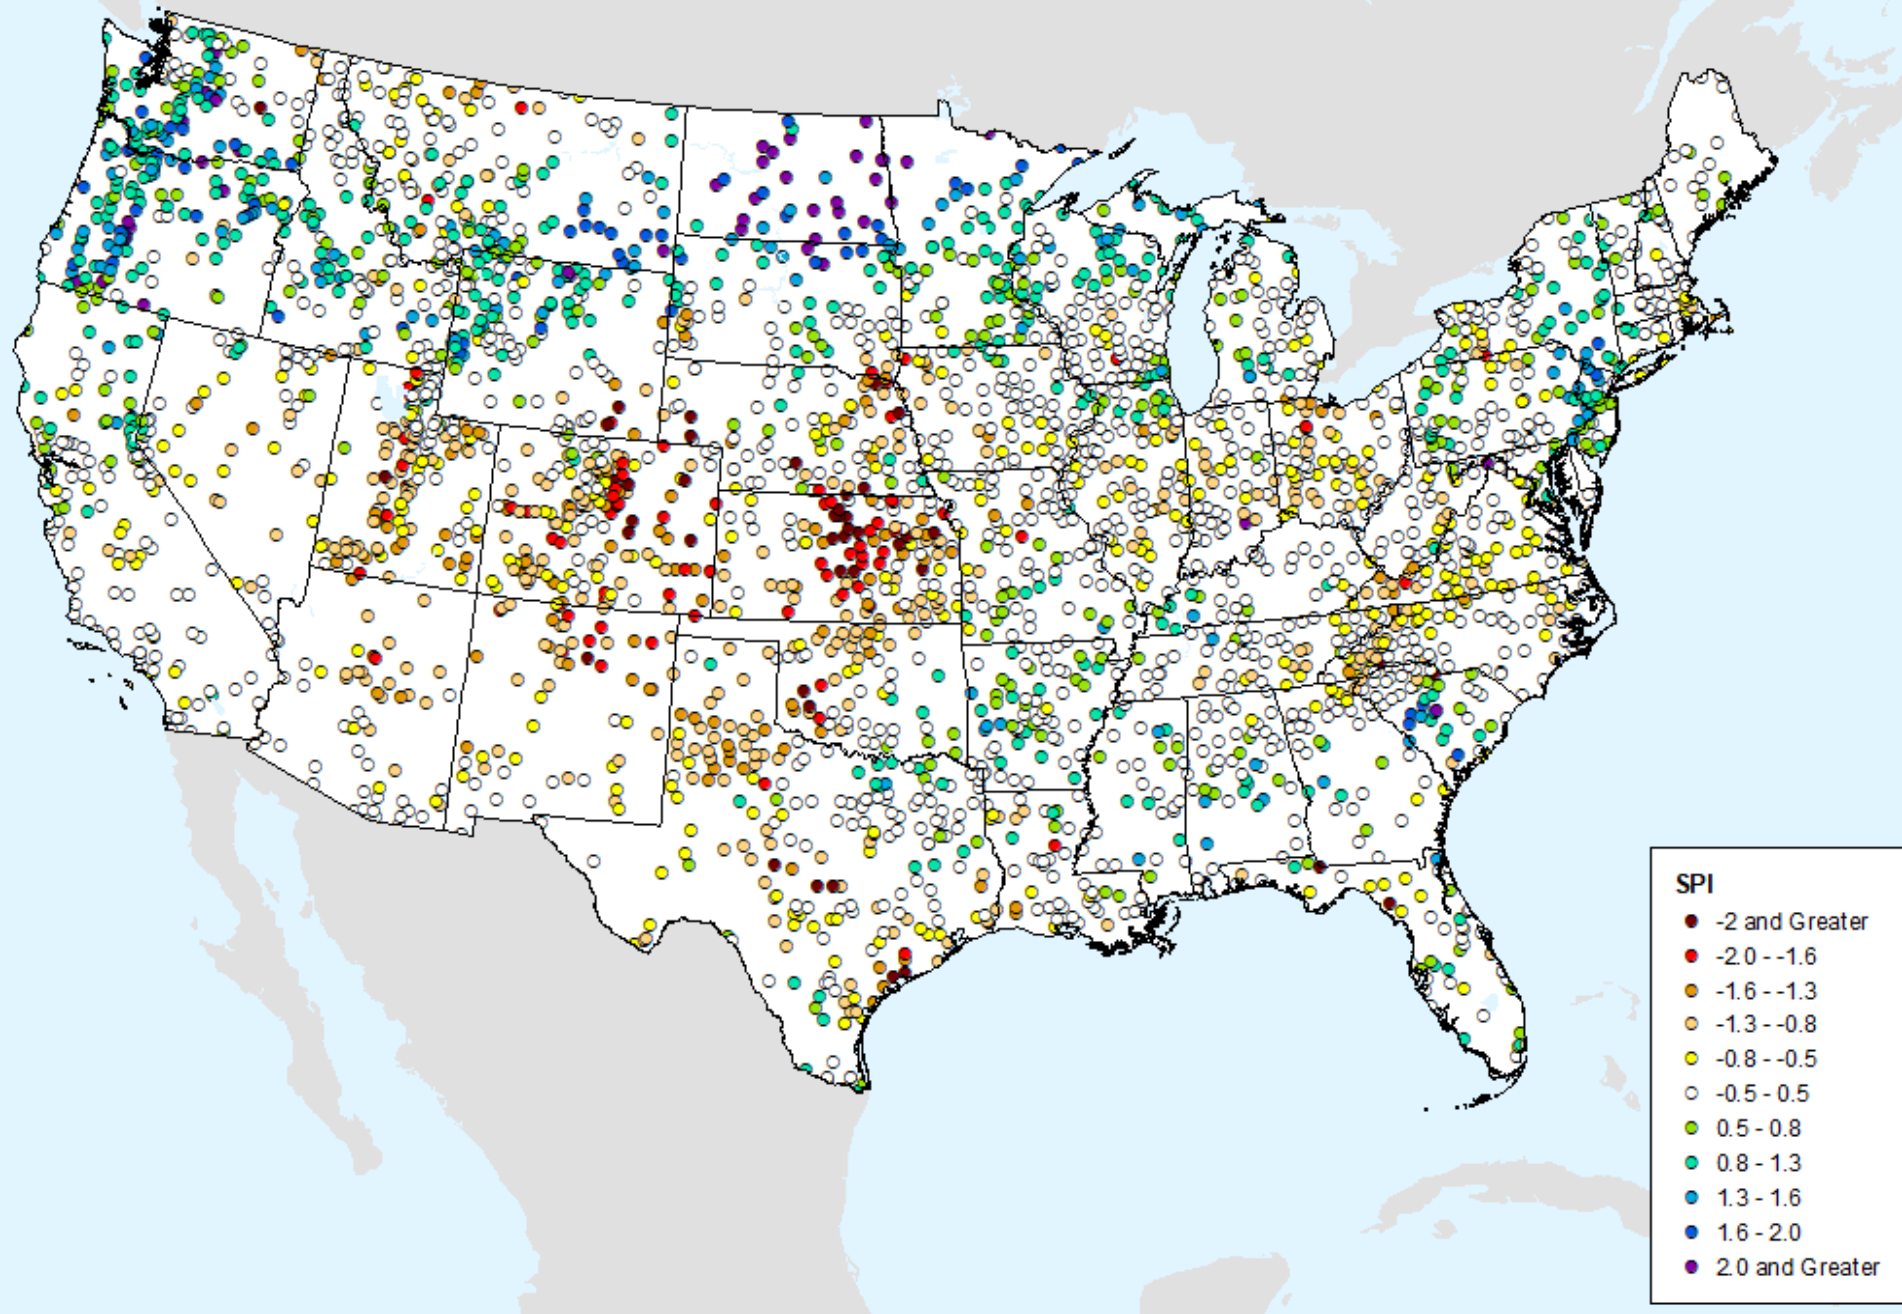 SPI
-2 and Greater
-2.0 - -1.6
-1.6 - -1.3
-1.3 - -0.8
-0.8 - -0.5
-0.5 - 0.5
0.5 - 0.8
0.8 - 1.3
1.3 - 1.6
1.6 - 2.0
2.0 and Greater